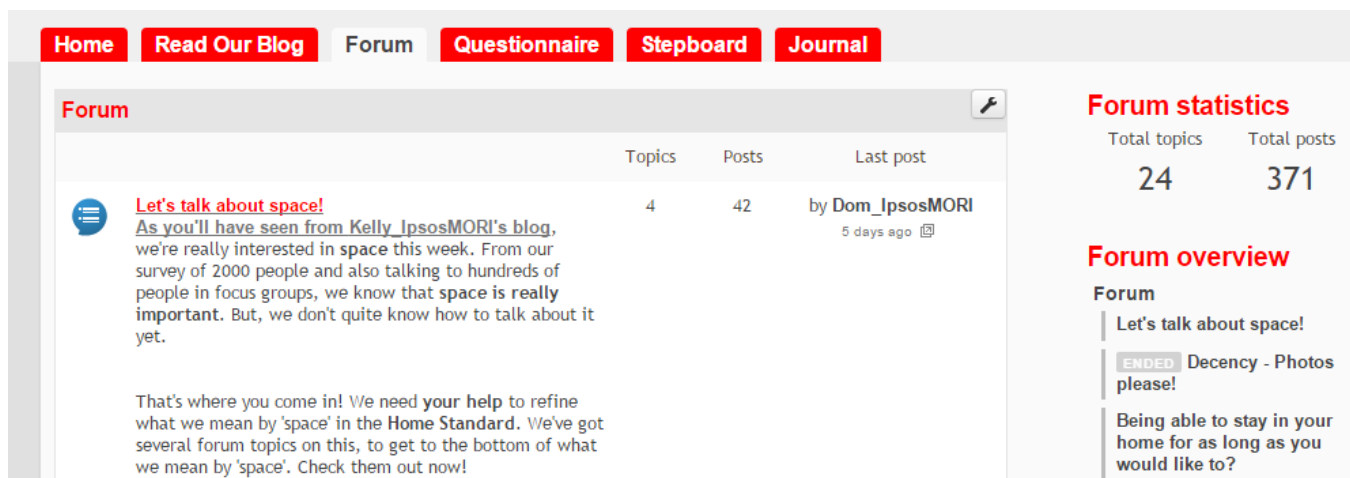 Home Read Our Blog Forum Questionnaire Stepboard Journal
Forum
Topics Posts Last post
Let's talk about space! 4 42 by Dom_IpsosMORI
As you'll have seen from Kelly_IpsosMORI's blog, 5 days ago
we're really interested in space this week. From our
survey of 2000 people and also talking to hundreds of
people in focus groups, we know that space is really
important. But, we don't quite know how to talk about it
yet.
That's where you come in! We need your help to refine
what we mean by 'space' in the Home Standard. We've got
several forum topics on this, to get to the bottom of what
we mean by 'space'. Check them out now!
Forum statistics
Total topics Total posts
24 371
Forum overview
Forum
Let's talk about space!
ENDED Decency - Photos
please!
Being able to stay in your
home for as long as you
would like to?